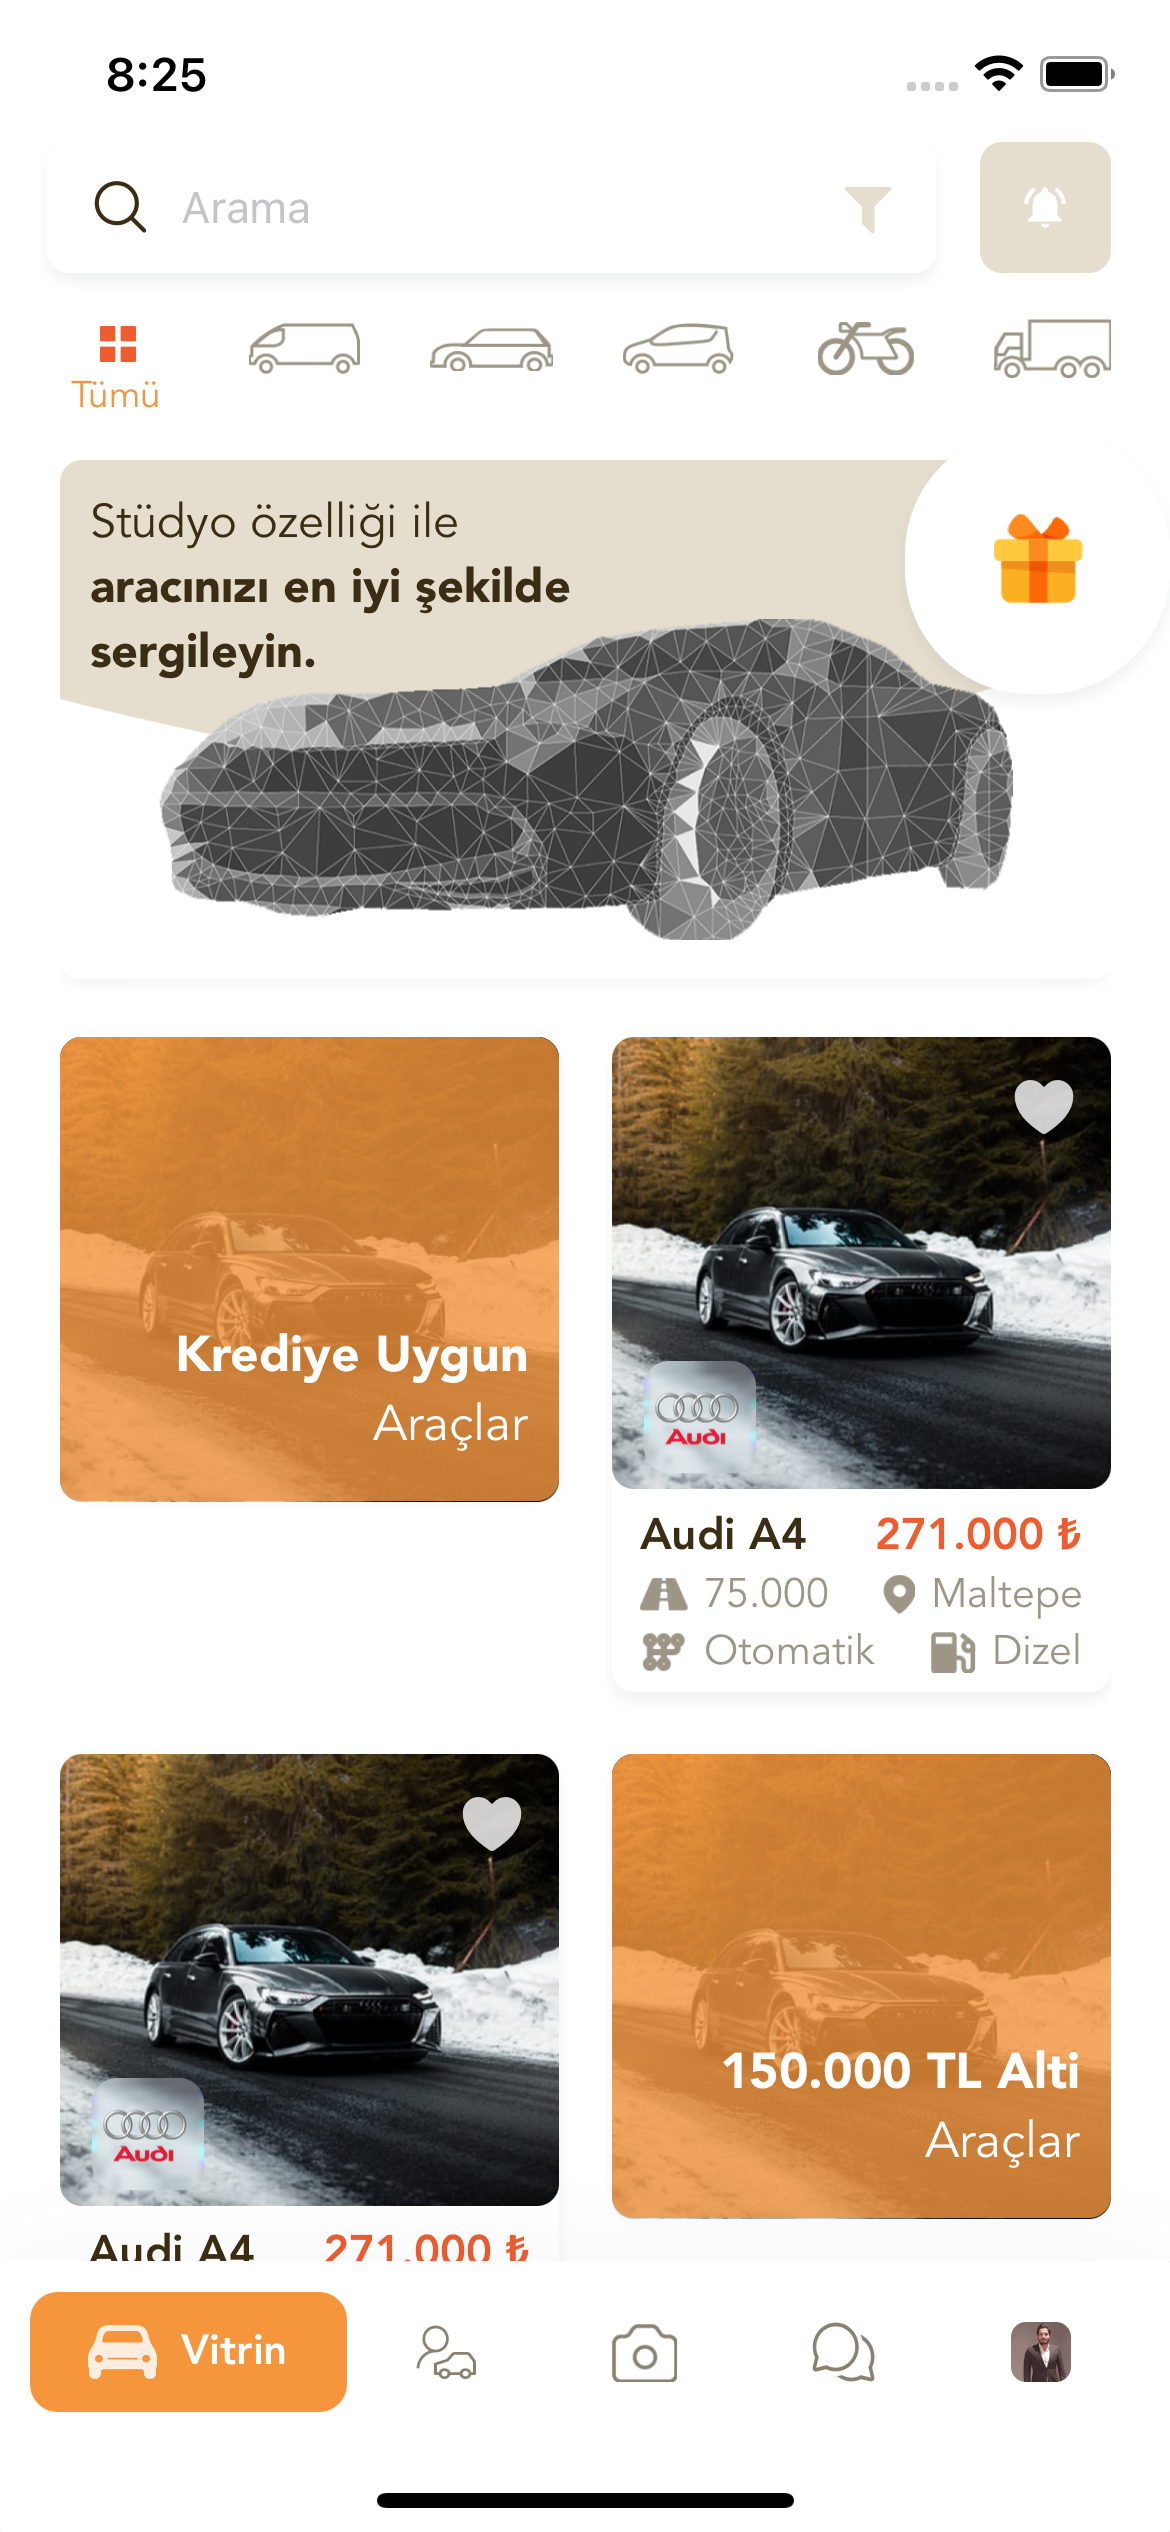 8:25
Arama
Tümü
Stüdyo özelliği ile
aracınızı en iyi şekilde
sergileyin.
Krediye Uygun
Araçlar
Audi
Audi A4 271.000 ₺
75.000 Maltepe
Otomatik Dizel
Audi
150.000 TL Alti
Araçlar
Audi A4 271.000 ₺
Vitrin